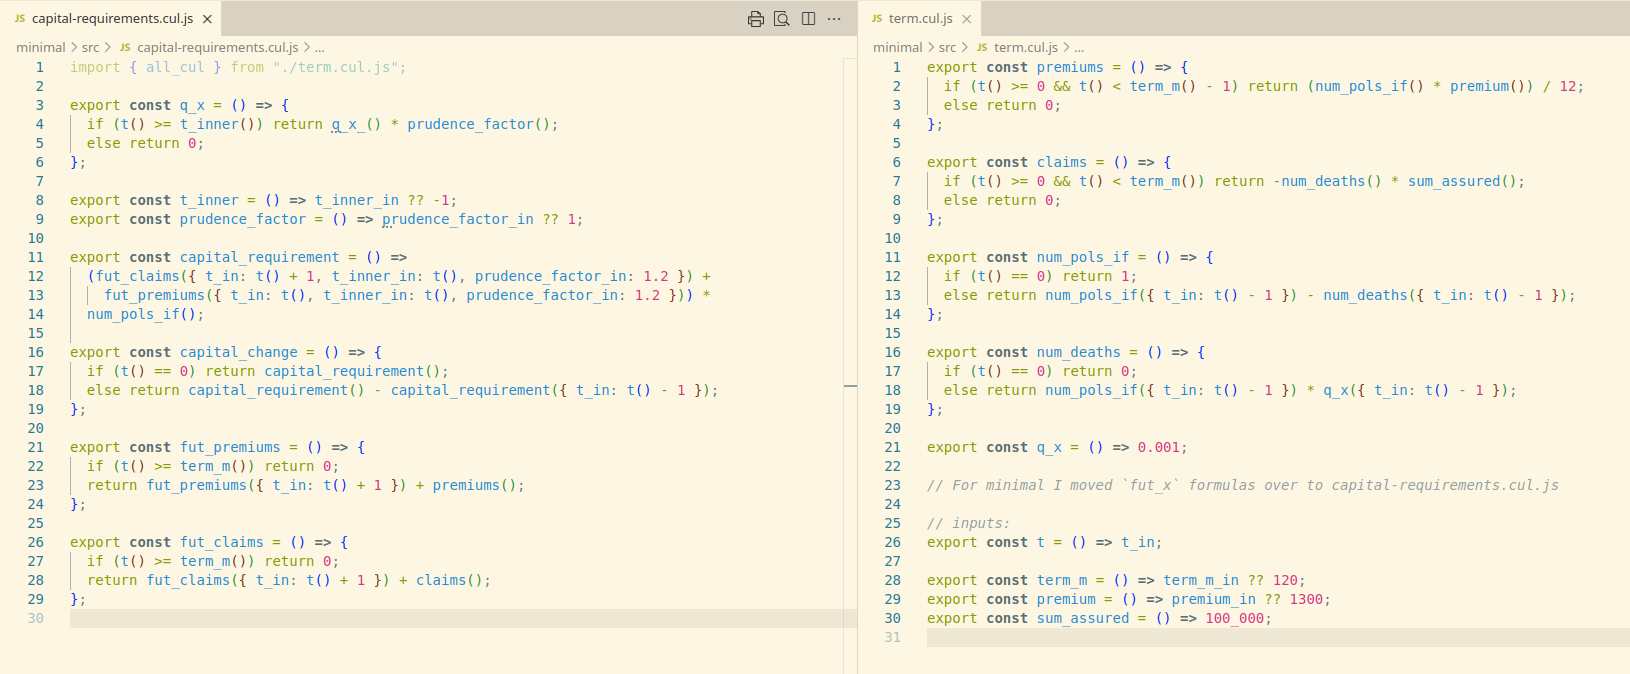 JS capital-requirements.cul.js ×
minimal > src > JS capital-requirements.cul.js > ...
1 import { all_cul } from "./term.cul.js";
2
3 export const q_x = () => {
4 if (t() >= t_inner()) return q_x_() * prudence_factor();
5 else return 0;
6 };
7
8 export const t_inner = () => t_inner_in ?? -1;
9 export const prudence_factor = () => prudence_factor_in ?? 1;
10
11 export const capital_requirement = () =>
12 (fut_claims({ t_in: t() + 1, t_inner_in: t(), prudence_factor_in: 1.2 }) +
13 fut_premiums({ t_in: t(), t_inner_in: t(), prudence_factor_in: 1.2 })) *
14 num_pols_if();
15
16 export const capital_change = () => {
17 if (t() == 0) return capital_requirement();
18 else return capital_requirement() - capital_requirement({ t_in: t() - 1 });
19 };
20
21 export const fut_premiums = () => {
22 if (t() >= term_m()) return 0;
23 return fut_premiums({ t_in: t() + 1 }) + premiums();
24 };
25
26 export const fut_claims = () => {
27 if (t() >= term_m()) return 0;
28 return fut_claims({ t_in: t() + 1 }) + claims();
29 };
30
JS term.cul.js ×
minimal > src > JS term.cul.js > ...
1 export const premiums = () => {
2 if (t() >= 0 && t() < term_m() - 1) return (num_pols_if() * premium()) / 12;
3 else return 0;
4 };
5
6 export const claims = () => {
7 if (t() >= 0 && t() < term_m()) return -num_deaths() * sum_assured();
8 else return 0;
9 };
10
11 export const num_pols_if = () => {
12 if (t() == 0) return 1;
13 else return num_pols_if({ t_in: t() - 1 }) - num_deaths({ t_in: t() - 1 });
14 };
15
16 export const num_deaths = () => {
17 if (t() == 0) return 0;
18 else return num_pols_if({ t_in: t() - 1 }) * q_x({ t_in: t() - 1 });
19 };
20
21 export const q_x = () => 0.001;
22
23 // For minimal I moved `fut_x` formulas over to capital-requirements.cul.js
24
25 // inputs:
26 export const t = () => t_in;
27
28 export const term_m = () => term_m_in ?? 120;
29 export const premium = () => premium_in ?? 1300;
30 export const sum_assured = () => 100_000;
31